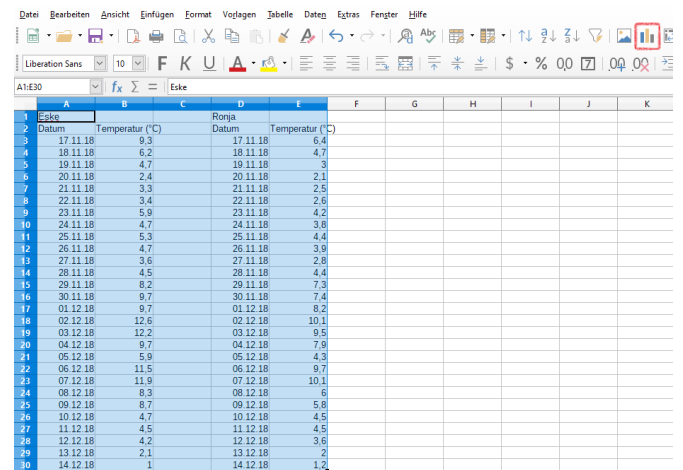 Datei Bearbeiten Ansicht Einfügen Format Vorlagen Tabelle Daten Extras Fenster Hilfe
Liberation Sans 10 F K U A $ % 0,0 7 .00 .00
A1:E30 fx Σ = Eske
A B C D E F G H I J K
1 Eske Ronja
2 Datum Temperatur (°C) Datum Temperatur (°C)
3 17.11.18 9,3 17.11.18 6,4
4 18.11.18 6,2 18.11.18 4,7
5 19.11.18 4,7 19.11.18 3
6 20.11.18 2,4 20.11.18 2,1
7 21.11.18 3,3 21.11.18 2,5
8 22.11.18 3,4 22.11.18 2,6
9 23.11.18 5,9 23.11.18 4,2
10 24.11.18 4,7 24.11.18 3,8
11 25.11.18 5,3 25.11.18 4,4
12 26.11.18 4,7 26.11.18 3,9
13 27.11.18 3,6 27.11.18 2,8
14 28.11.18 4,5 28.11.18 4,4
15 29.11.18 8,2 29.11.18 7,3
16 30.11.18 9,7 30.11.18 7,4
17 01.12.18 9,7 01.12.18 8,2
18 02.12.18 12,6 02.12.18 10,1
19 03.12.18 12,2 03.12.18 9,5
20 04.12.18 9,7 04.12.18 7,9
21 05.12.18 5,9 05.12.18 4,3
22 06.12.18 11,5 06.12.18 9,7
23 07.12.18 11,9 07.12.18 10,1
24 08.12.18 8,3 08.12.18 6
25 09.12.18 8,7 09.12.18 5,8
26 10.12.18 4,7 10.12.18 4,5
27 11.12.18 4,5 11.12.18 4,5
28 12.12.18 4,2 12.12.18 3,6
29 13.12.18 2,1 13.12.18 2
30 14.12.18 1 14.12.18 1,2